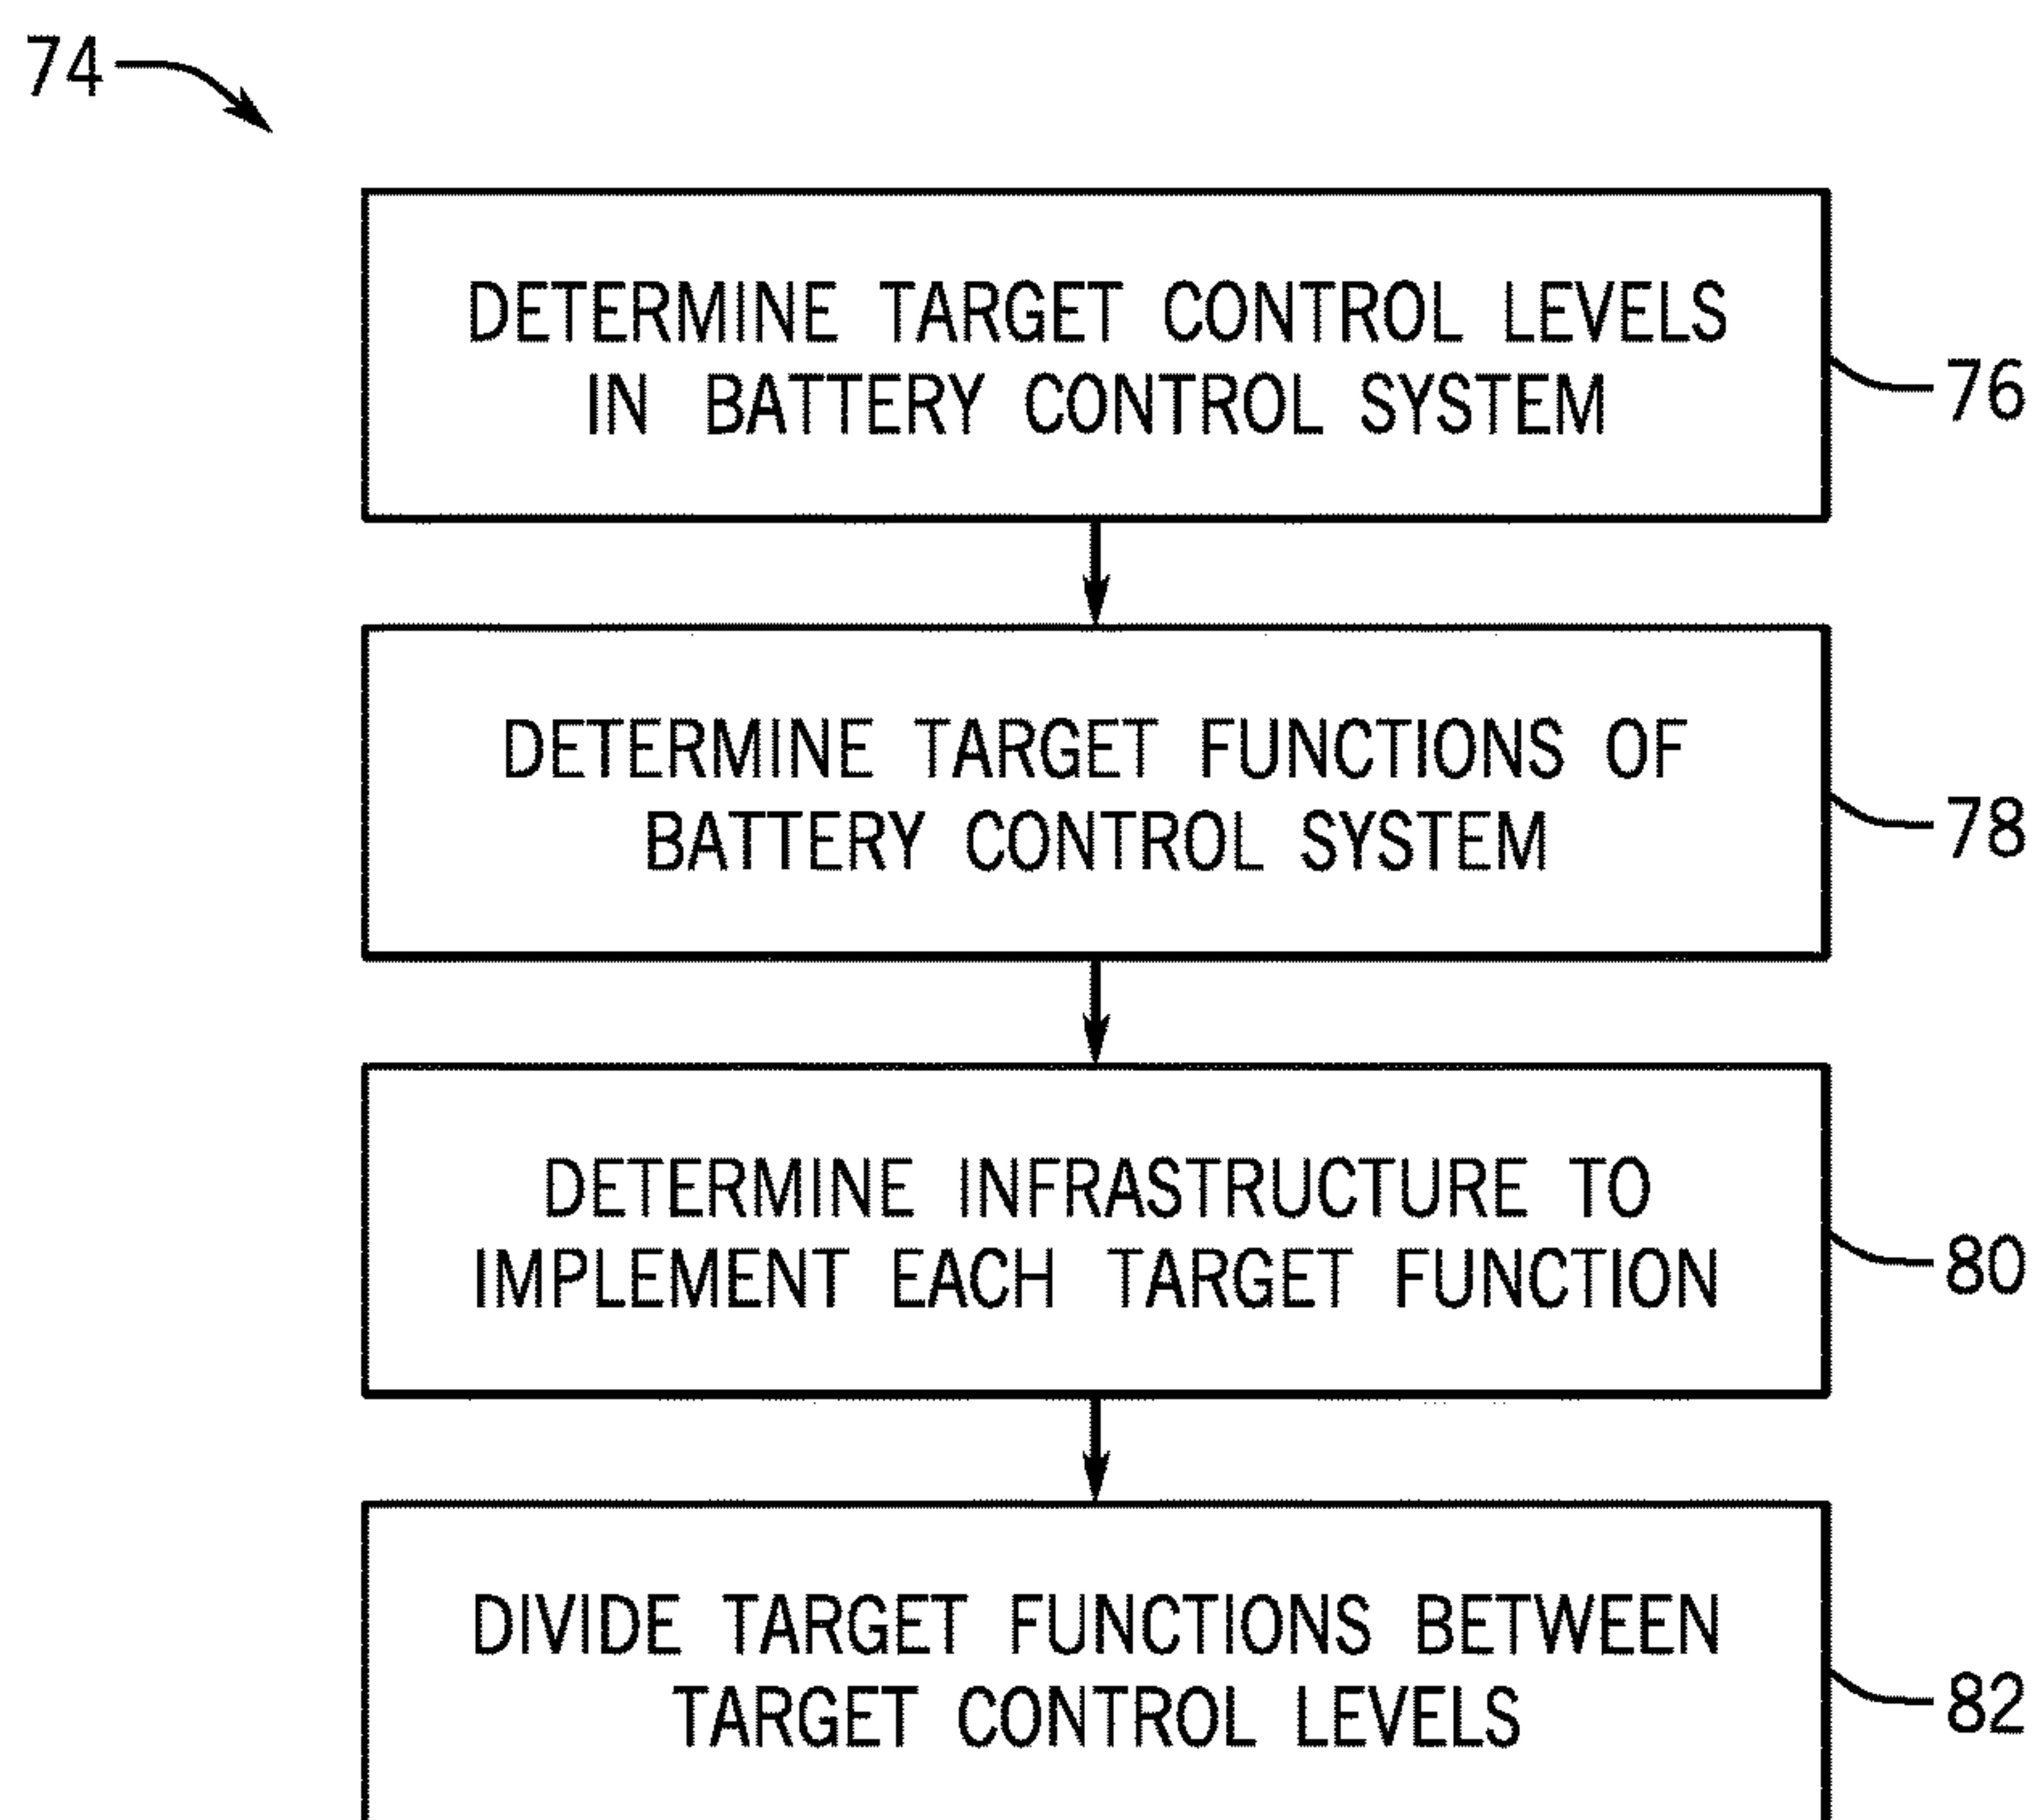 74
DETERMINE TARGET CONTROL LEVELS
IN BATTERY CONTROL SYSTEM
76
DETERMINE TARGET FUNCTIONS OF
BATTERY CONTROL SYSTEM
78
DETERMINE INFRASTRUCTURE TO
IMPLEMENT EACH TARGET FUNCTION
80
DIVIDE TARGET FUNCTIONS BETWEEN
TARGET CONTROL LEVELS
82